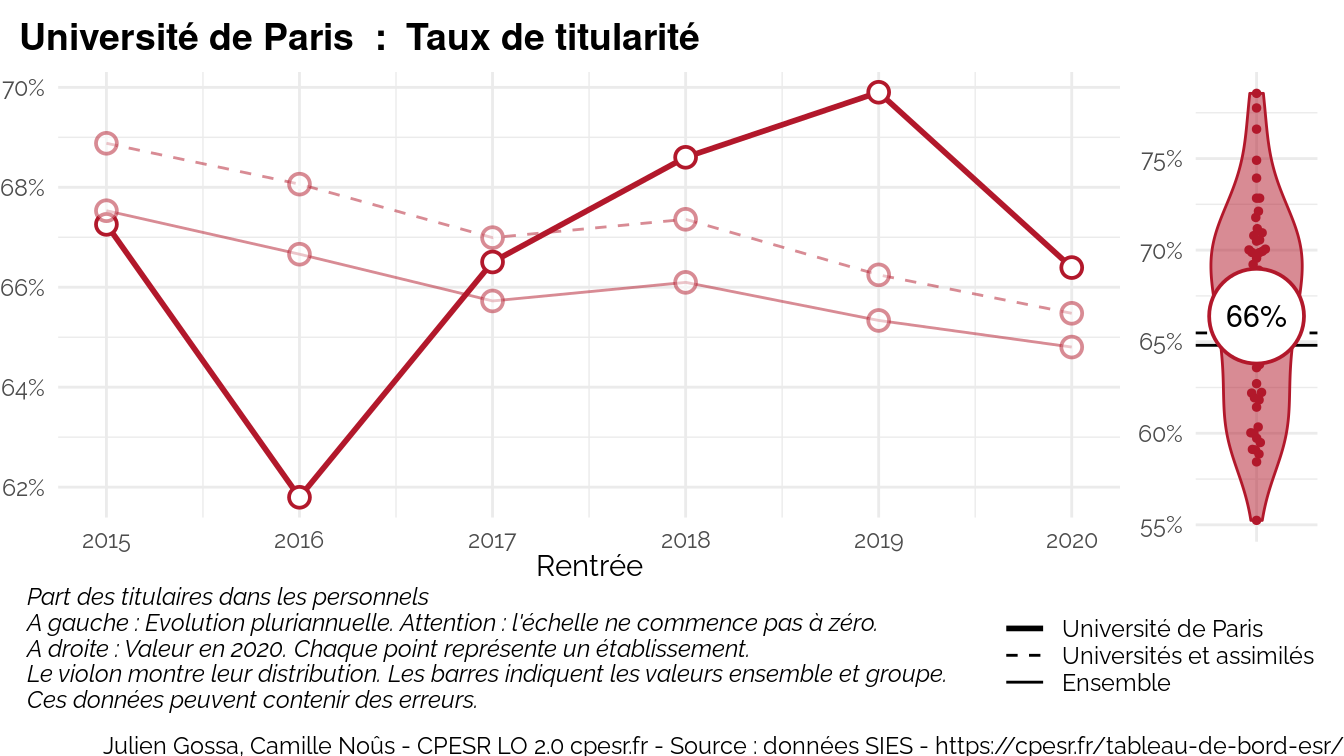 Université de Paris : Taux de titularité
70%
68%
66%
64%
62%
2015 2016 2017 2018 2019 2020
Rentrée
75%
70%
65%
60%
55%
66%
Part des titulaires dans les personnels
A gauche : Evolution pluriannuelle. Attention : l'échelle ne commence pas à zéro.
A droite : Valeur en 2020. Chaque point représente un établissement.
Le violon montre leur distribution. Les barres indiquent les valeurs ensemble et groupe.
Ces données peuvent contenir des erreurs.
Université de Paris
Universités et assimilés
Ensemble
Julien Gossa, Camille Noûs - CPESR LO 2.0 cpesr.fr - Source : données SIES - https://cpesr.fr/tableau-de-bord-esr/